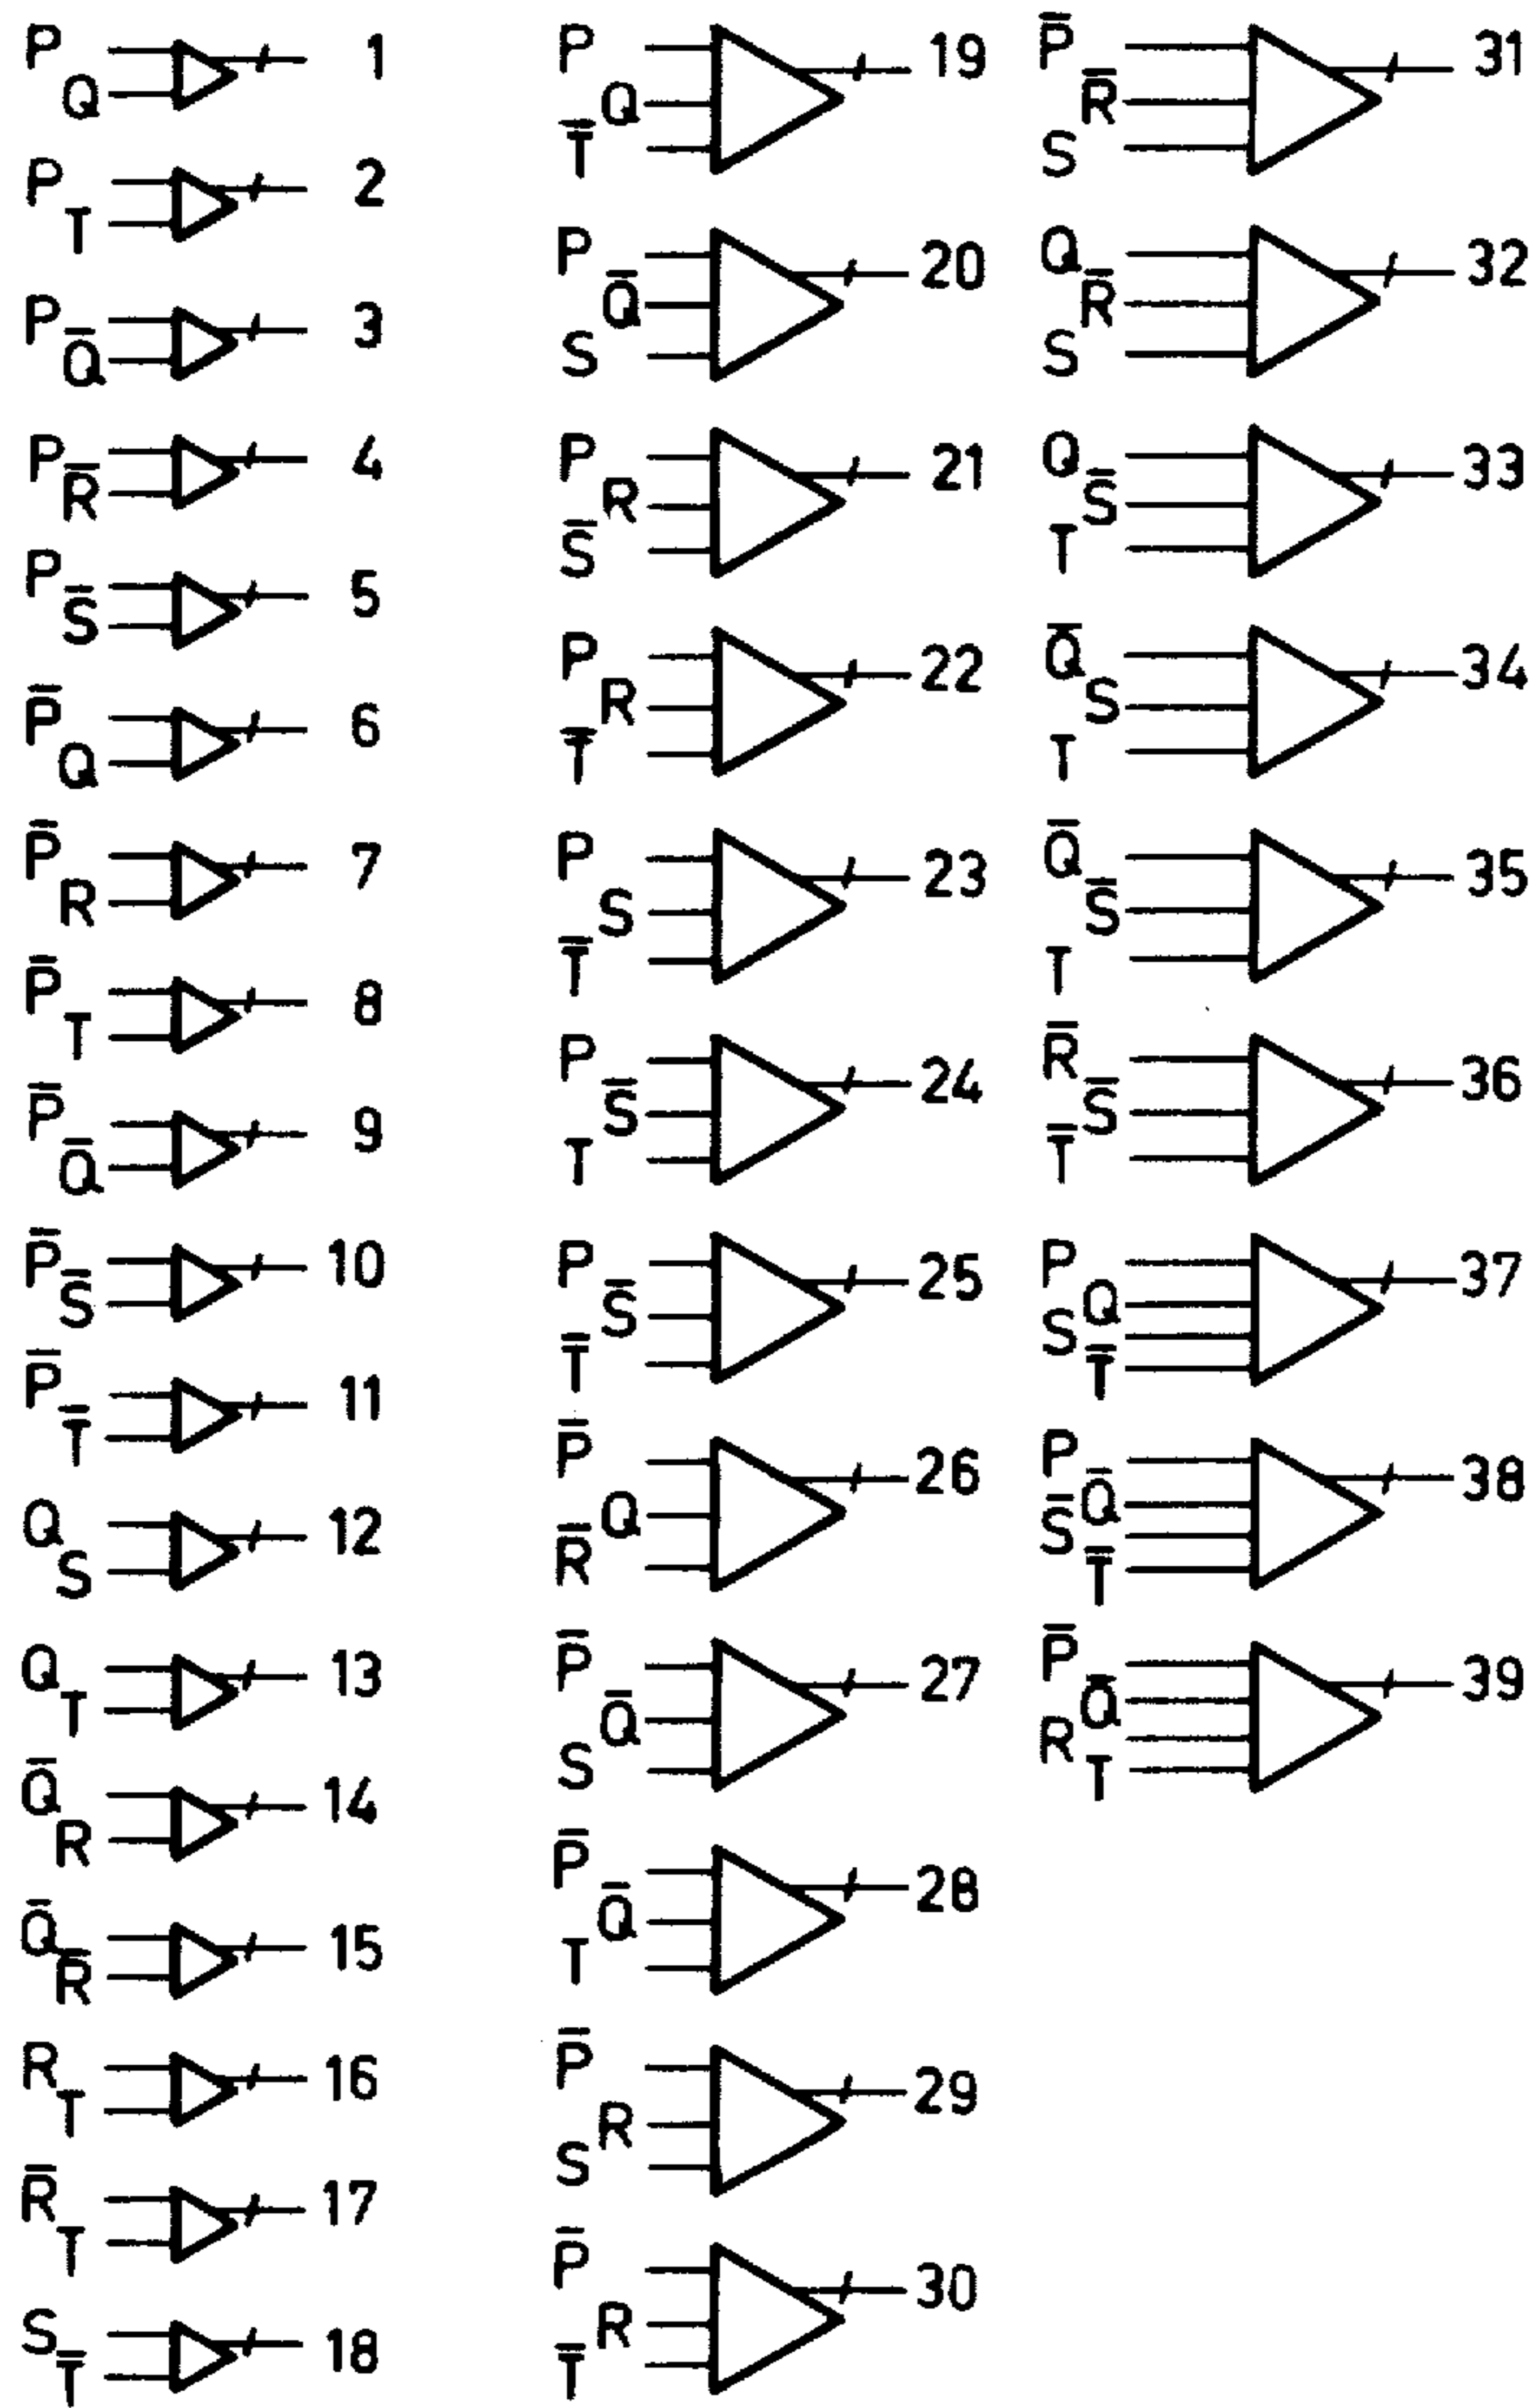 P Q 1
P T 2
P Q̅ 3
P R̅ 4
P S̅ 5
P̅ Q 6
P̅ R 7
P̅ T 8
P̅ Q̅ 9
P̅ S̅ 10
P̅ T̅ 11
Q S 12
Q T 13
Q̅ R 14
Q̅ R̅ 15
R T 16
R̅ T 17
S T̅ 18
P Q T̅ 19
P Q̅ S 20
P R S̅ 21
P R T̅ 22
P S T̅ 23
P S̅ T 24
P S̅ T̅ 25
P̅ Q R̅ 26
P̅ Q̅ S 27
P̅ Q̅ T 28
P̅ R S 29
P̅ R T̅ 30
P̅ R̅ S 31
Q R̅ S 32
Q S̅ T 33
Q̅ S T 34
Q̅ S̅ T 35
R̅ S̅ T̅ 36
P Q S T̅ 37
P Q̅ S̅ T̅ 38
P̅ Q̅ R T 39